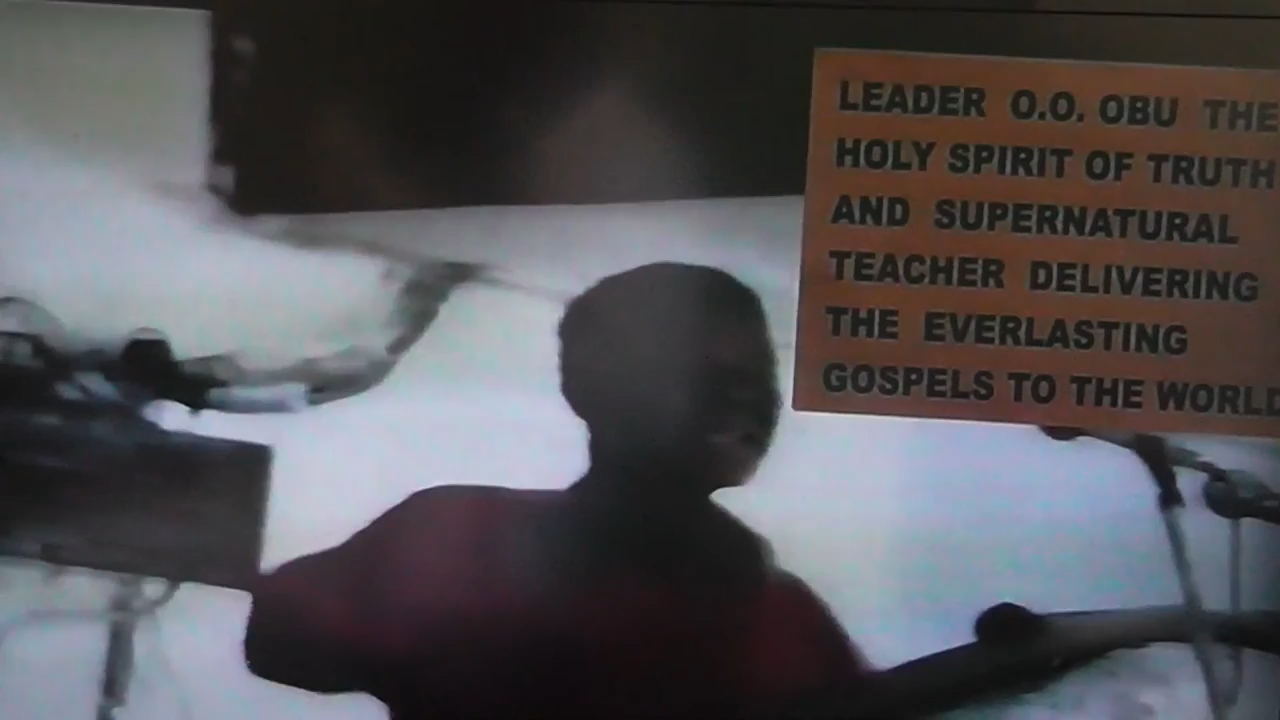 LEADER O.O. OBU THE
HOLY SPIRIT OF TRUTH
AND SUPERNATURAL
TEACHER DELIVERING
THE EVERLASTING
GOSPELS TO THE WORLD